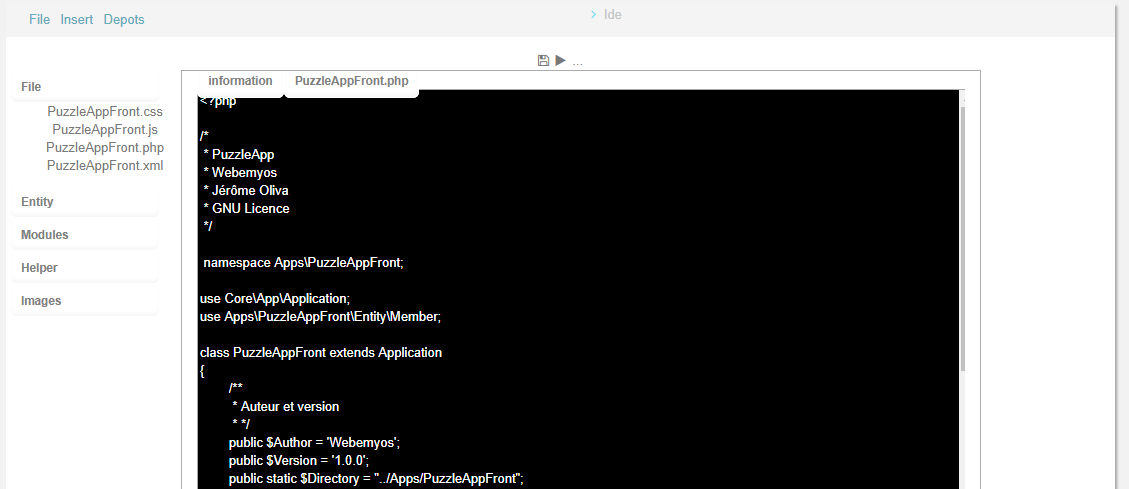 File Insert Depots
Ide
...
File
PuzzleAppFront.css
PuzzleAppFront.js
PuzzleAppFront.php
PuzzleAppFront.xml
Entity
Modules
Helper
Images
information PuzzleAppFront.php
<?php
/*
* PuzzleApp
* Webemyos
* Jérôme Oliva
* GNU Licence
*/
namespace Apps\PuzzleAppFront;
use Core\App\Application;
use Apps\PuzzleAppFront\Entity\Member;
class PuzzleAppFront extends Application
{
/**
* Auteur et version
* */
public $Author = 'Webemyos';
public $Version = '1.0.0';
public static $Directory = "../Apps/PuzzleAppFront";